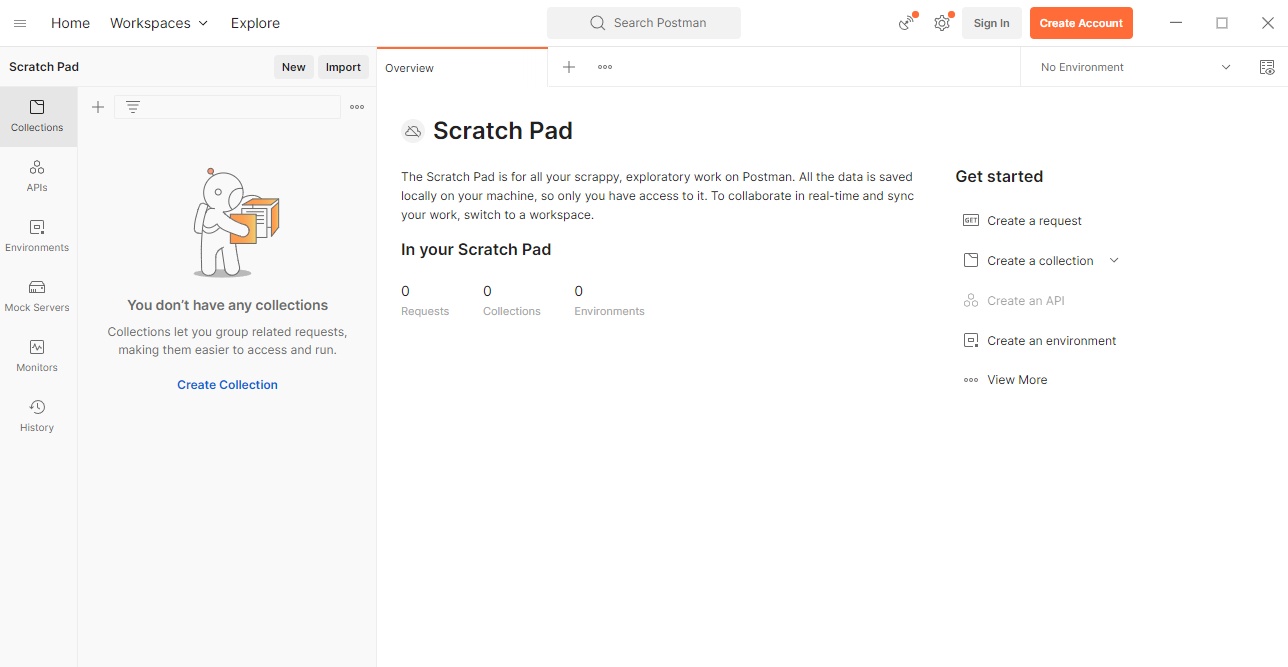 Home Workspaces Explore
Search Postman
Sign In
Create Account
Scratch Pad
New
Import
Overview
No Environment
Collections
APIs
Environments
Mock Servers
Monitors
History
You don’t have any collections
Collections let you group related requests,
making them easier to access and run.
Create Collection
Scratch Pad
The Scratch Pad is for all your scrappy, exploratory work on Postman. All the data is saved
locally on your machine, so only you have access to it. To collaborate in real-time and sync
your work, switch to a workspace.
In your Scratch Pad
0 0 0
Requests Collections Environments
Get started
GET Create a request
Create a collection
Create an API
Create an environment
View More